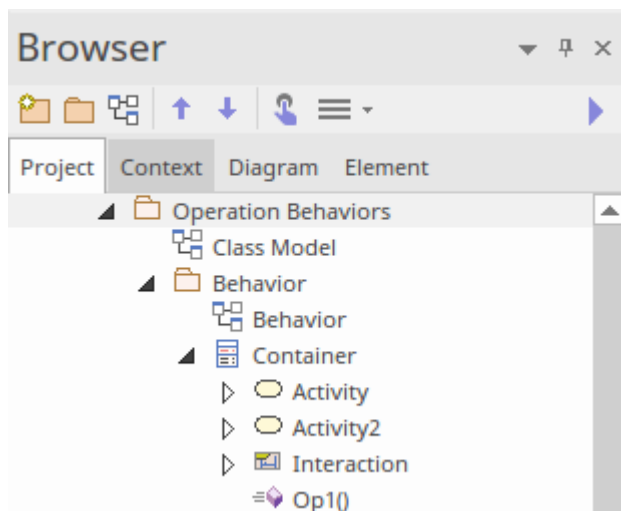 Browser
Project Context Diagram Element
Operation Behaviors
Class Model
Behavior
Behavior
Container
Activity
Activity2
Interaction
Op1()